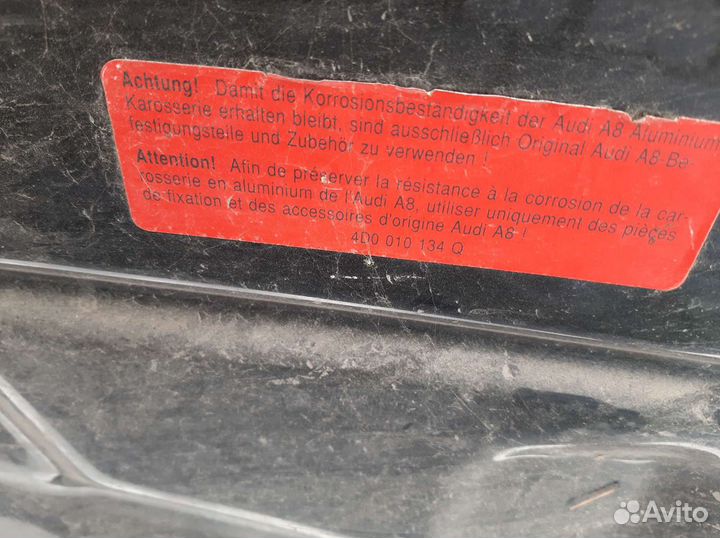 Achtung! Damit die Korrosionsbeständigkeit der Audi A8 Aluminium
Karosserie erhalten bleibt, sind ausschließlich Original Audi A8-Be-
festigungsteile und Zubehör zu verwenden !
Attention! Afin de préserver la résistance à la corrosion de la car-
rosserie en aluminium de l'Audi A8, utiliser uniquement des pièces
de fixation et des accessoires d'origine Audi A8 !
4D0 010 134 Q
Avito